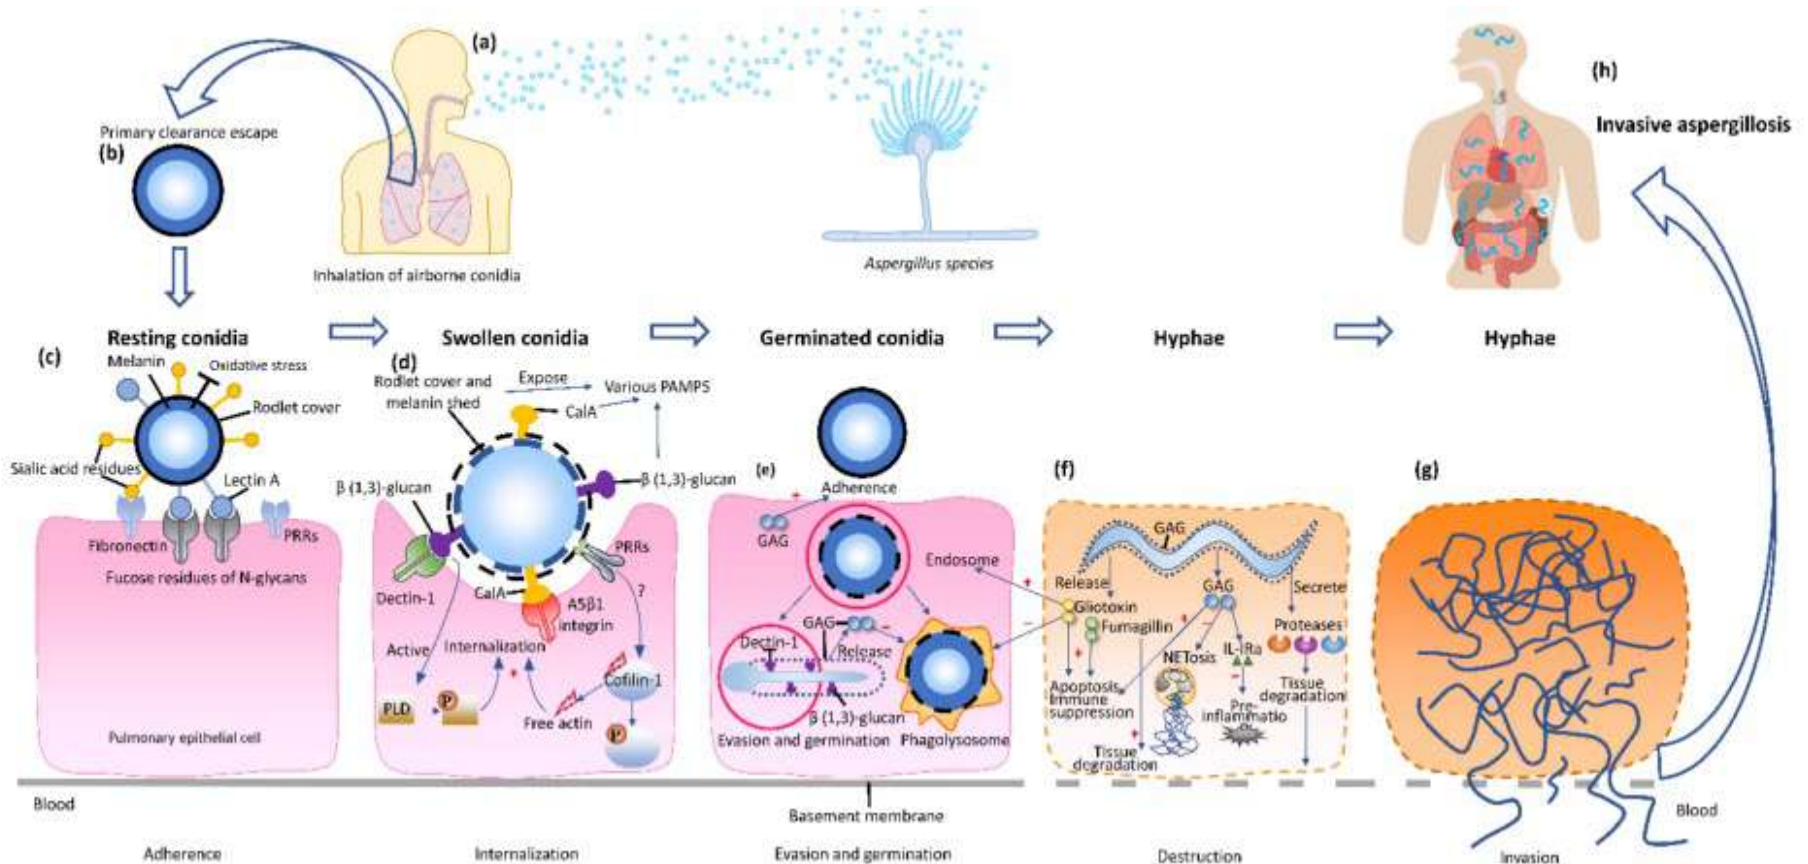 (a)
(h)
Invasive aspergillosis
Primary clearance escape
(b)
Inhalation of airborne conidia
Aspergillus species
Resting conidia
Swollen conidia
Germinated conidia
Hyphae
Hyphae
(c)
Melanin
Oxidative stress
Rodlet cover
Sialic acid residues
Lectin A
Fibronectin
PRRs
Fucose residues of N-glycans
Pulmonary epithelial cell
(d)
Rodlet cover and
melanin shed
Expose
Various PAMPS
CalA
β (1,3)-glucan
β (1,3)-glucan
PRRs
Dectin-1
CalA
A5β1
integrin
?
Active
Internalization
+
Cofilin-1
PLD
P
Free actin
P
(e)
Adherence
+
GAG
Endosome
GAG
Dectin-1
Release
β (1,3)-glucan
Evasion and germination
Phagolysosome
(f)
GAG
Release
GAG
Secrete
Gliotoxin
Fumagillin
Proteases
NETosis
IL-IRa
Apoptosis
Immune
suppression
Tissue
degradation
Pre-
inflammatio
Tissue
degradation
(g)
Blood
Basement membrane
Blood
Adherence
Internalization
Evasion and germination
Destruction
Invasion